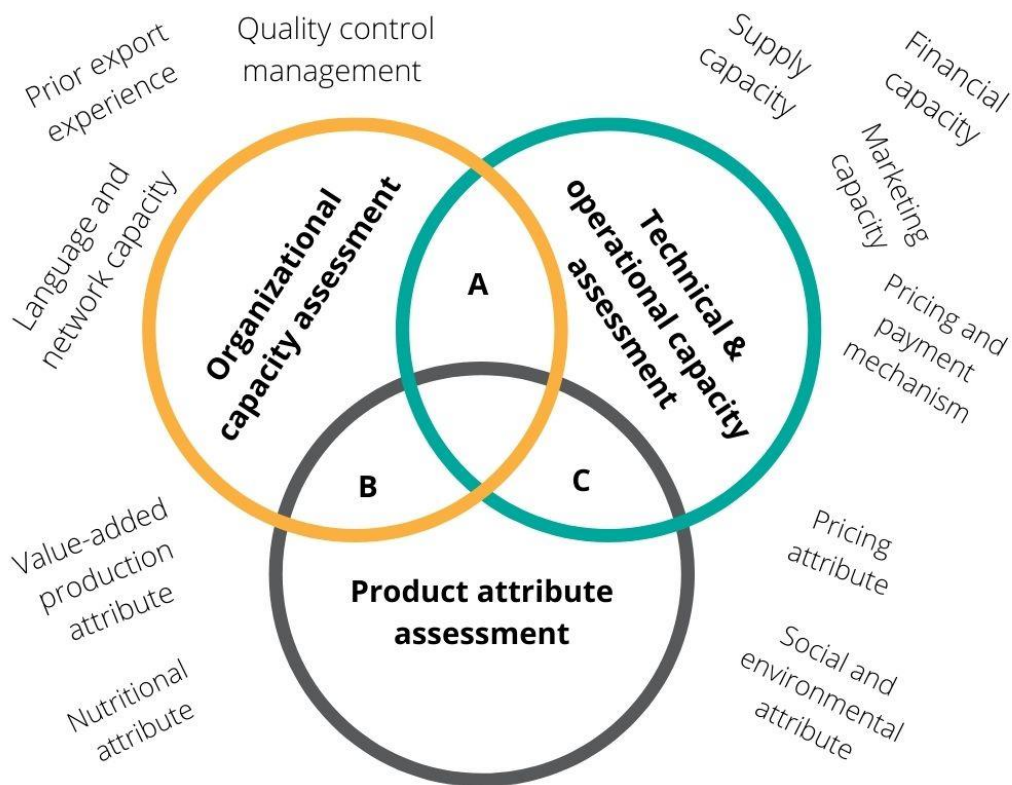 Prior export
experience
Quality control
management
Supply
capacity
Financial
capacity
Marketing
capacity
Language and
network capacity
Organizational
capacity assessment
A
Technical &
operational capacity
assessment
Pricing and
payment
mechanism
B
C
Value-added
production
attribute
Pricing
attribute
Product attribute
assessment
Nutritional
attribute
Social and
environmental
attribute